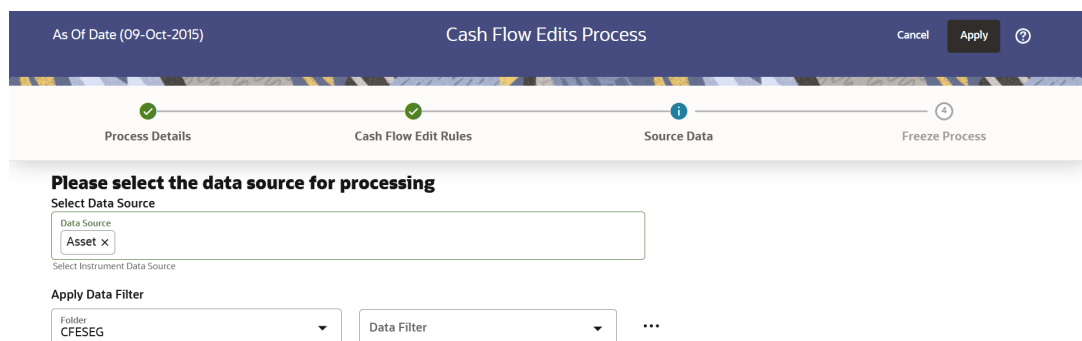 As Of Date (09-Oct-2015) Cash Flow Edits Process Cancel Apply ?
i 4
Process Details Cash Flow Edit Rules Source Data Freeze Process
Please select the data source for processing
Select Data Source
Data Source
Asset ×
Select Instrument Data Source
Apply Data Filter
Folder
CFESEG Data Filter ...